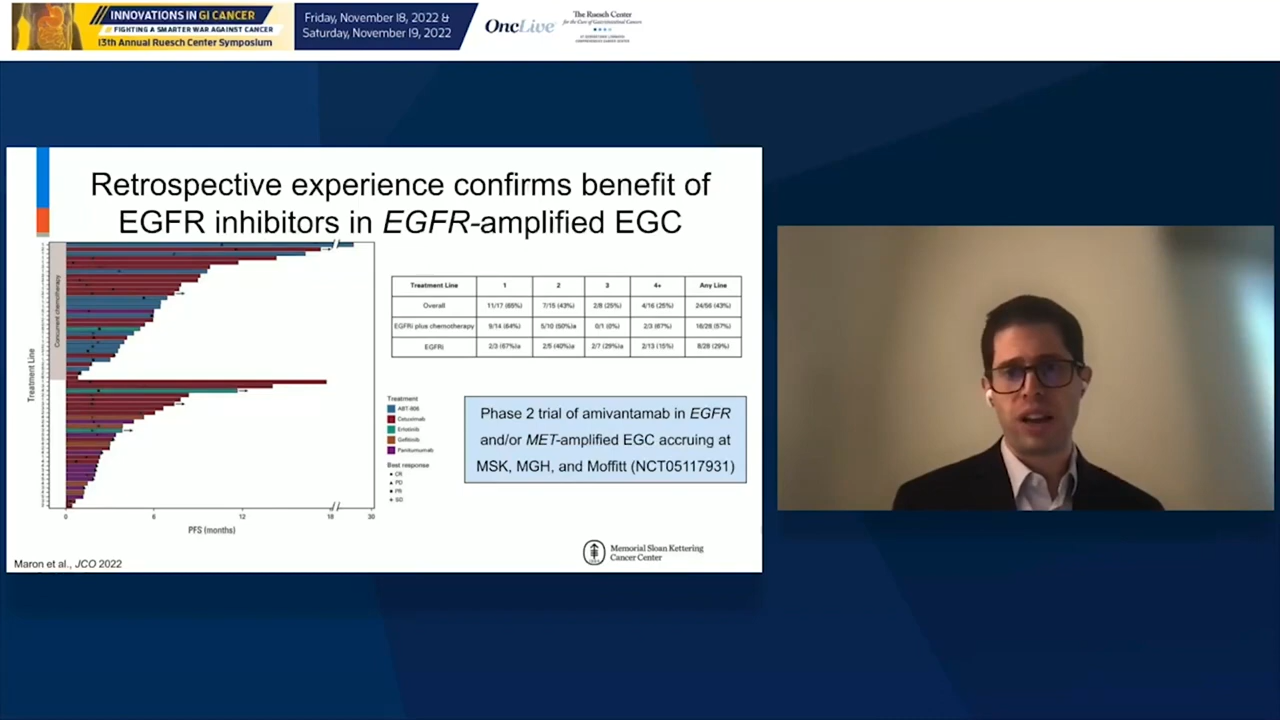 INNOVATIONS IN GI CANCER
FIGHTING A SMARTER WAR AGAINST CANCER
13th Annual Ruesch Center Symposium
Friday, November 18, 2022 &
Saturday, November 19, 2022
OncLive
The Ruesch Center
for the Cure of Gastrointestinal Cancers
Retrospective experience confirms benefit of
EGFR inhibitors in EGFR-amplified EGC
Concurrent chemotherapy
Treatment Line
0 6 12 18 30
PFS (months)
Treatment
ABT-806
Cetuximab
Erlotinib
Gefitinib
Panitumumab
Best response
CR
PD
PR
SD
Treatment Line 1 2 3 4+ Any Line
Overall 11/17 (65%) 7/15 (43%) 2/8 (25%) 4/16 (25%) 24/56 (43%)
EGFRi plus chemotherapy 9/14 (64%) 5/10 (50%)a 0/1 (0%) 2/3 (67%) 16/28 (57%)
EGFRi 2/3 (67%)a 2/5 (40%)a 2/7 (29%)a 2/13 (15%) 8/28 (29%)
Phase 2 trial of amivantamab in EGFR
and/or MET-amplified EGC accruing at
MSK, MGH, and Moffitt (NCT05117931)
Memorial Sloan Kettering
Cancer Center
Maron et al., JCO 2022